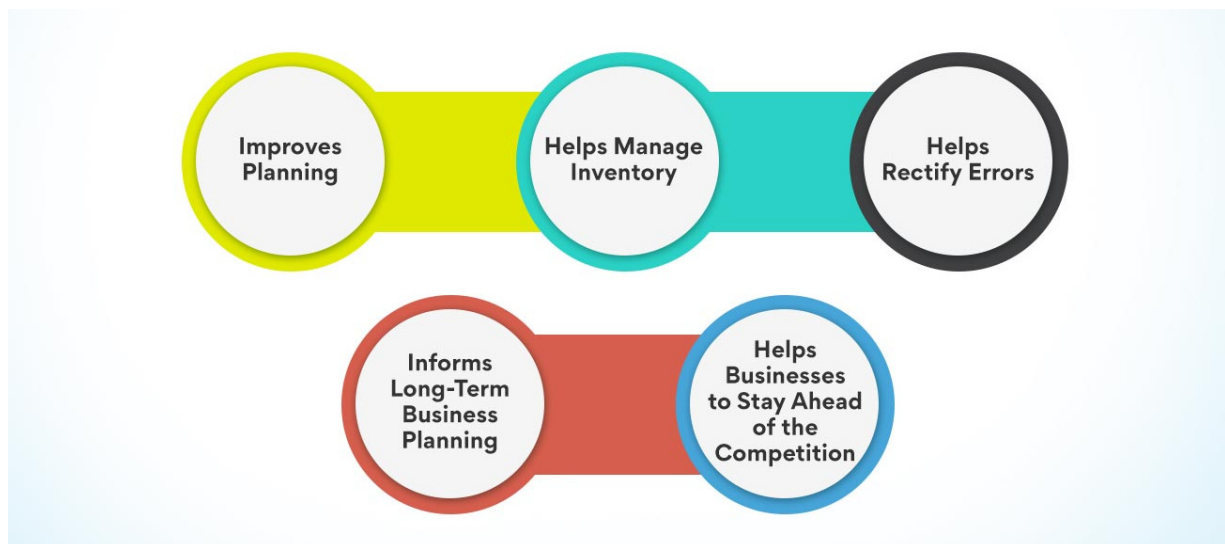 Improves
Planning
Helps Manage
Inventory
Helps
Rectify Errors
Informs
Long-Term
Business
Planning
Helps
Businesses
to Stay Ahead
of the
Competition